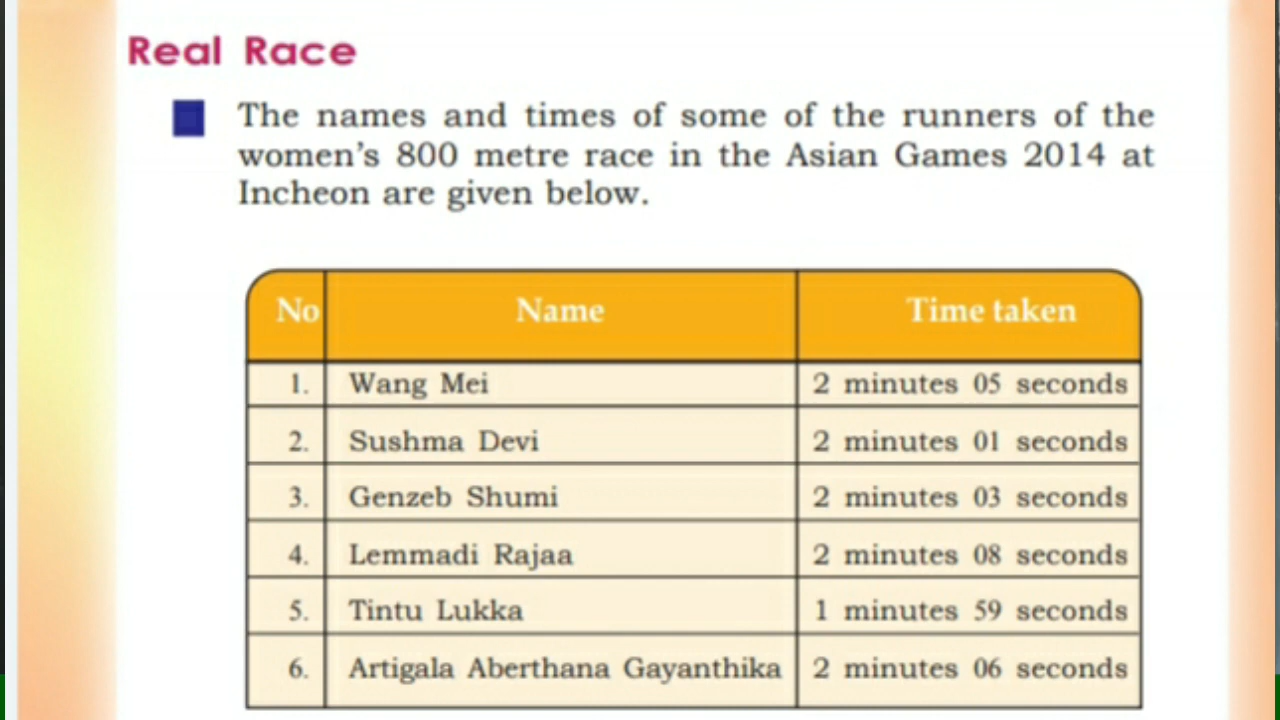 Real Race
The names and times of some of the runners of the
women's 800 metre race in the Asian Games 2014 at
Incheon are given below.
No Name Time taken
1. Wang Mei 2 minutes 05 seconds
2. Sushma Devi 2 minutes 01 seconds
3. Genzeb Shumi 2 minutes 03 seconds
4. Lemmadi Rajaa 2 minutes 08 seconds
5. Tintu Lukka 1 minutes 59 seconds
6. Artigala Aberthana Gayanthika 2 minutes 06 seconds